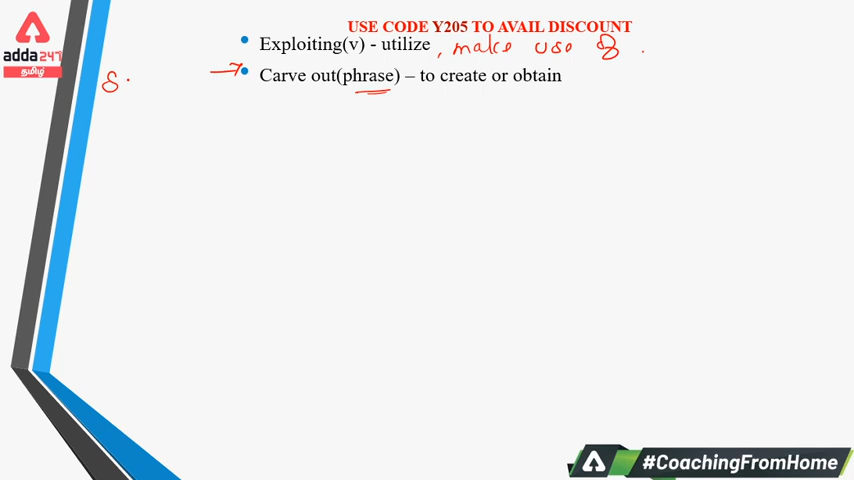 USE CODE Y205 TO AVAIL DISCOUNT
• Exploiting(v) - utilize, make use of.
• Carve out(phrase) – to create or obtain
adda247
தமிழ்
S.
#CoachingFromHome